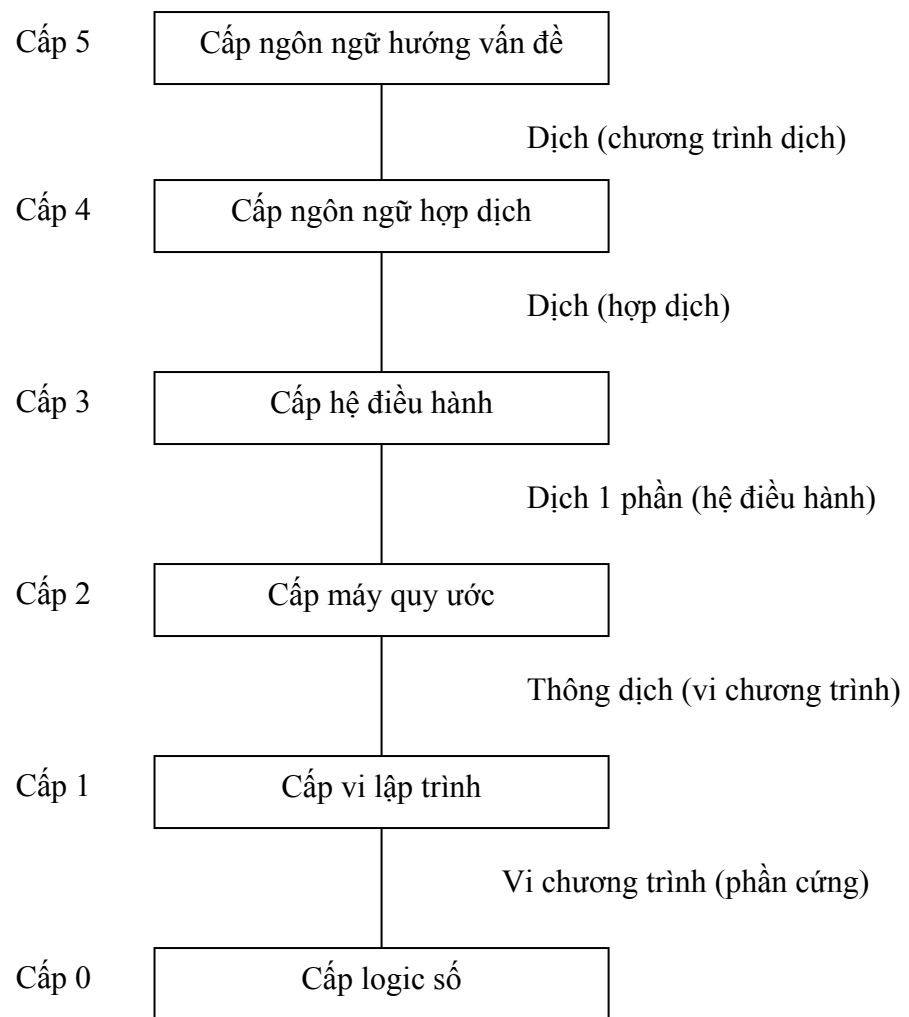 Cấp 5
Cấp ngôn ngữ hướng vấn đề
Dịch (chương trình dịch)
Cấp 4
Cấp ngôn ngữ hợp dịch
Dịch (hợp dịch)
Cấp 3
Cấp hệ điều hành
Dịch 1 phần (hệ điều hành)
Cấp 2
Cấp máy quy ước
Thông dịch (vi chương trình)
Cấp 1
Cấp vi lập trình
Vi chương trình (phần cứng)
Cấp 0
Cấp logic số